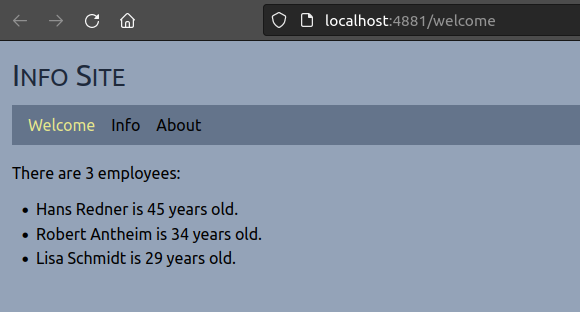 localhost:4881/welcome
Info Site
Welcome Info About
There are 3 employees:
• Hans Redner is 45 years old.
• Robert Antheim is 34 years old.
• Lisa Schmidt is 29 years old.